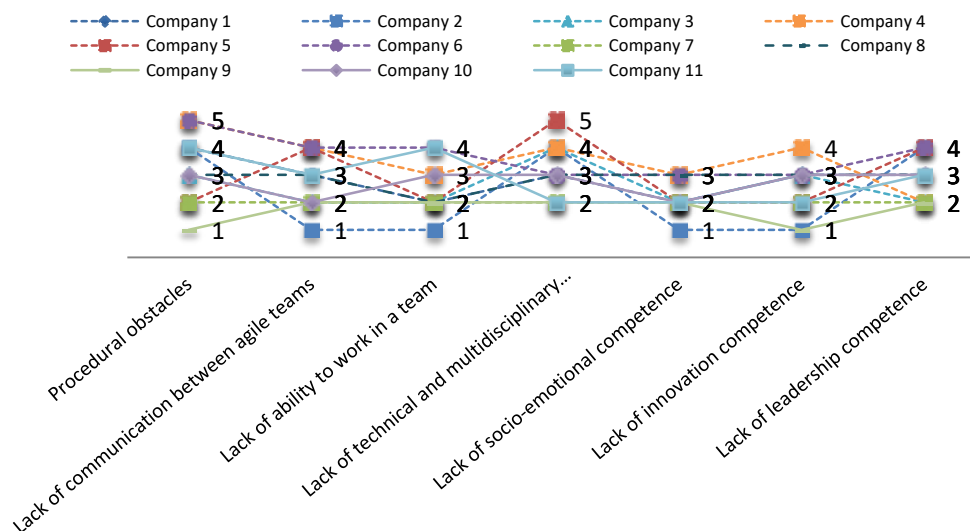 Company 1 Company 2 Company 3 Company 4
Company 5 Company 6 Company 7 Company 8
Company 9 Company 10 Company 11
5 5
4 4 4 4 4 4
3 3 3 3 3 3 3
2 2 2 2 2 2 2
1 1 1 1 1
Procedural obstacles
Lack of communication between agile teams
Lack of ability to work in a team
Lack of technical and multidisciplinary...
Lack of socio-emotional competence
Lack of innovation competence
Lack of leadership competence